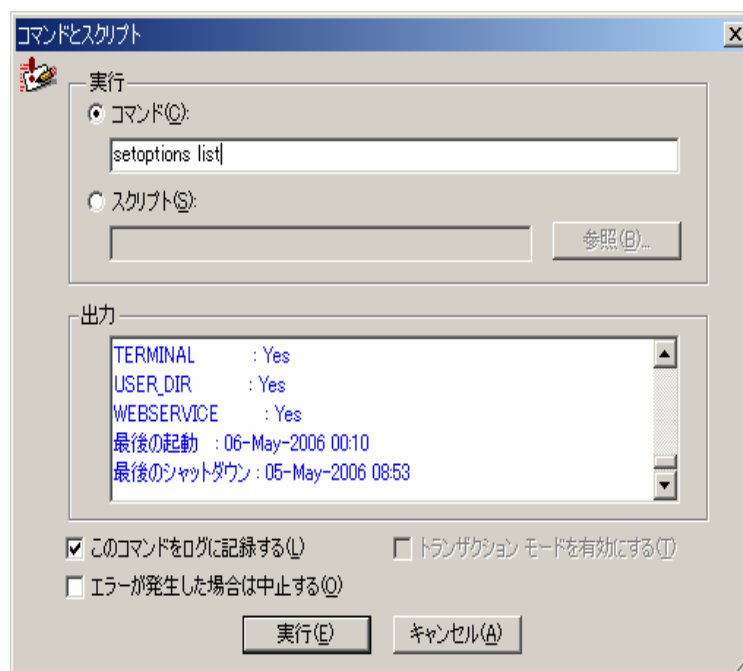 コマンドとスクリプト
実行
コマンド(C):
setoptions list
スクリプト(S):
参照(B)...
出力
TERMINAL : Yes
USER_DIR : Yes
WEBSERVICE : Yes
最後の起動 : 06-May-2006 00:10
最後のシャットダウン : 05-May-2006 08:53
このコマンドをログに記録する(L)
トランザクション モードを有効にする(T)
エラーが発生した場合は中止する(O)
実行(E)
キャンセル(A)